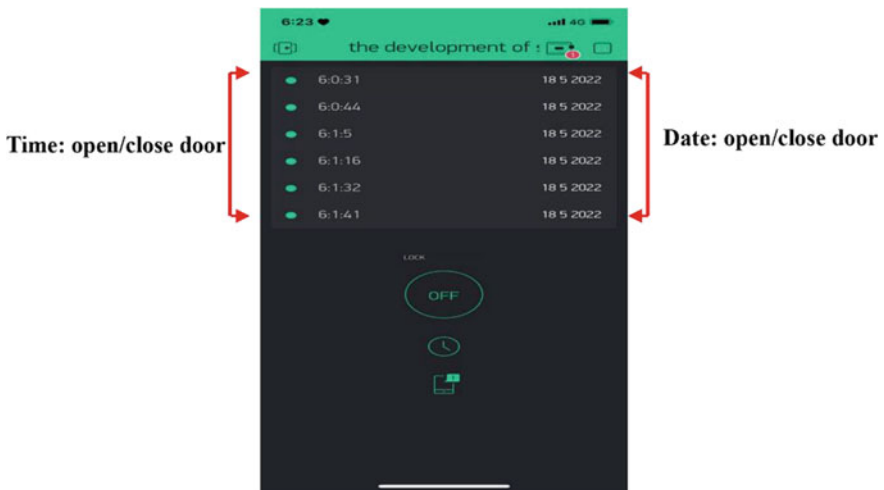 6:23 4G
the development of s
6:0:31 18 5 2022
6:0:44 18 5 2022
6:1:5 18 5 2022
6:1:16 18 5 2022
6:1:32 18 5 2022
6:1:41 18 5 2022
Time: open/close door
Date: open/close door
LOCK
OFF